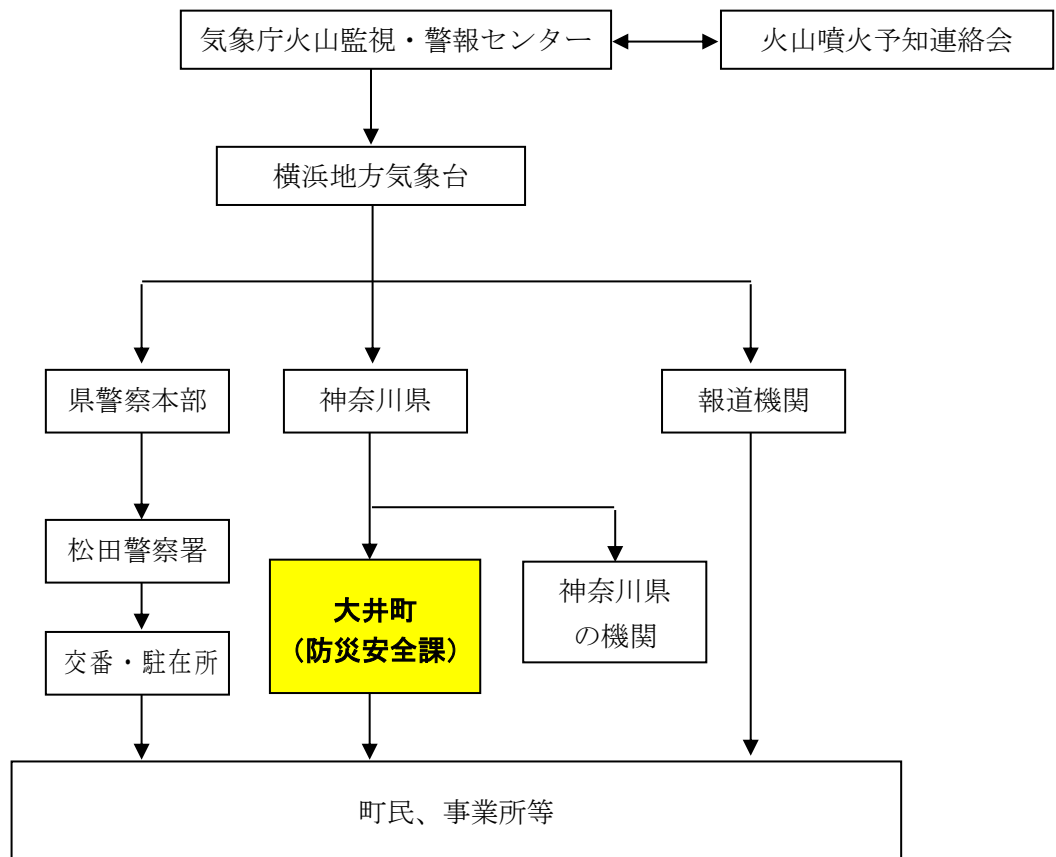 気象庁火山監視・警報センター
火山噴火予知連絡会
横浜地方気象台
県警察本部
神奈川県
報道機関
松田警察署
大井町
（防災安全課）
神奈川県
の機関
交番・駐在所
町民、事業所等